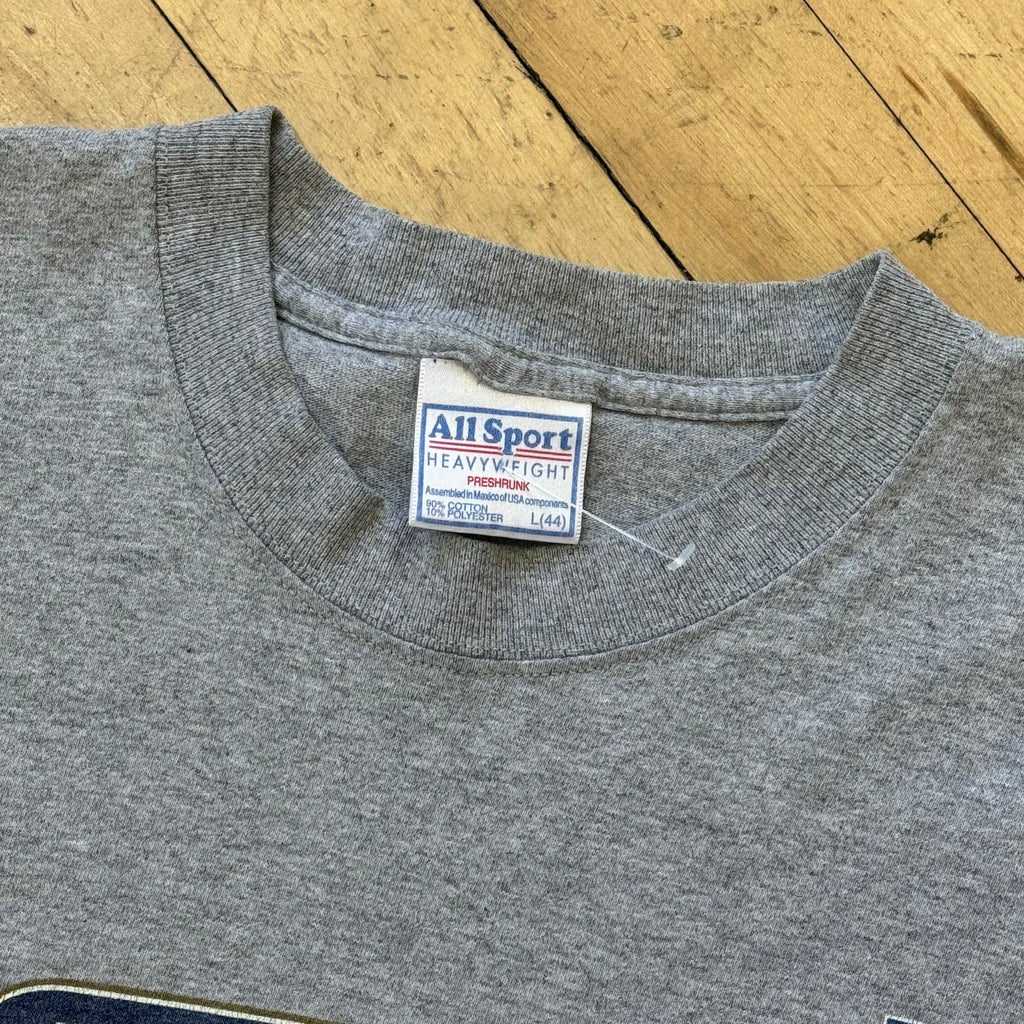 All Sport
HEAVYWEIGHT
PRESHRUNK
Assembled in Mexico of USA components
90% COTTON
10% POLYESTER L(44)